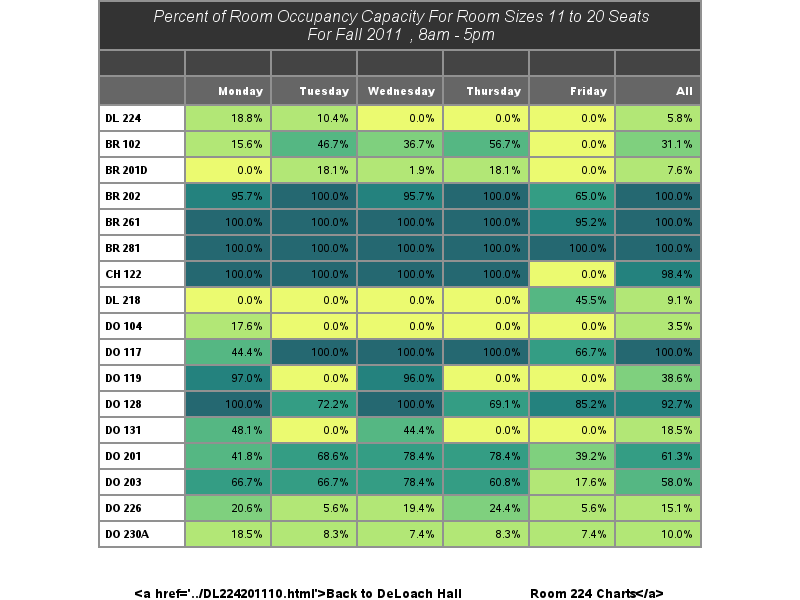 Percent of Room Occupancy Capacity For Room Sizes 11 to 20 Seats
For Fall 2011 , 8am - 5pm
Monday Tuesday Wednesday Thursday Friday All
DL 224 18.8% 10.4% 0.0% 0.0% 0.0% 5.8%
BR 102 15.6% 46.7% 36.7% 56.7% 0.0% 31.1%
BR 201D 0.0% 18.1% 1.9% 18.1% 0.0% 7.6%
BR 202 95.7% 100.0% 95.7% 100.0% 65.0% 100.0%
BR 261 100.0% 100.0% 100.0% 100.0% 95.2% 100.0%
BR 281 100.0% 100.0% 100.0% 100.0% 100.0% 100.0%
CH 122 100.0% 100.0% 100.0% 100.0% 0.0% 98.4%
DL 218 0.0% 0.0% 0.0% 0.0% 45.5% 9.1%
DO 104 17.6% 0.0% 0.0% 0.0% 0.0% 3.5%
DO 117 44.4% 100.0% 100.0% 100.0% 66.7% 100.0%
DO 119 97.0% 0.0% 96.0% 0.0% 0.0% 38.6%
DO 128 100.0% 72.2% 100.0% 69.1% 85.2% 92.7%
DO 131 48.1% 0.0% 44.4% 0.0% 0.0% 18.5%
DO 201 41.8% 68.6% 78.4% 78.4% 39.2% 61.3%
DO 203 66.7% 66.7% 78.4% 60.8% 17.6% 58.0%
DO 226 20.6% 5.6% 19.4% 24.4% 5.6% 15.1%
DO 230A 18.5% 8.3% 7.4% 8.3% 7.4% 10.0%
<a href='../DL224201110.html'>Back to DeLoach Hall Room 224 Charts</a>